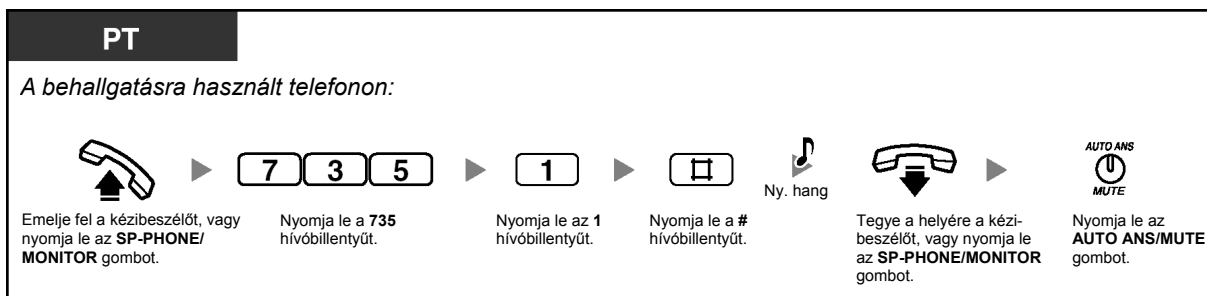 PT
A behallgatásra használt telefonon:
7 3 5
1
#
Ny. hang
AUTO ANS
MUTE
Emelje fel a kézibeszélőt, vagy
nyomja le az SP-PHONE/
MONITOR gombot.
Nyomja le a 735
hívóbillentyűt.
Nyomja le az 1
hívóbillentyűt.
Nyomja le a #
hívóbillentyűt.
Tegye a helyére a kézi-
beszélőt, vagy nyomja le
az SP-PHONE/MONITOR
gombot.
Nyomja le az
AUTO ANS/MUTE
gombot.